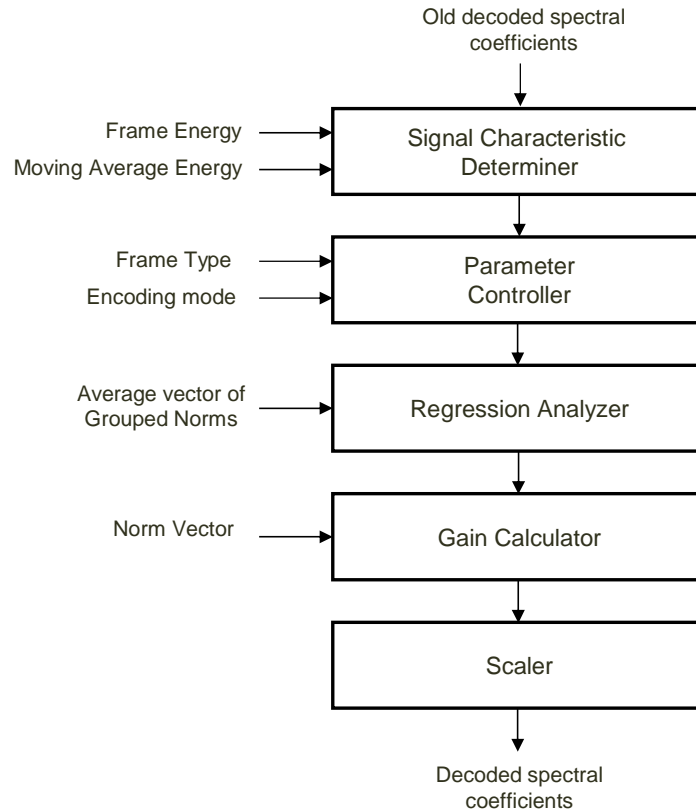 Old decoded spectral
coefficients
Frame Energy
Moving Average Energy
Signal Characteristic
Determiner
Frame Type
Encoding mode
Parameter
Controller
Average vector of
Grouped Norms
Regression Analyzer
Norm Vector
Gain Calculator
Scaler
Decoded spectral
coefficients